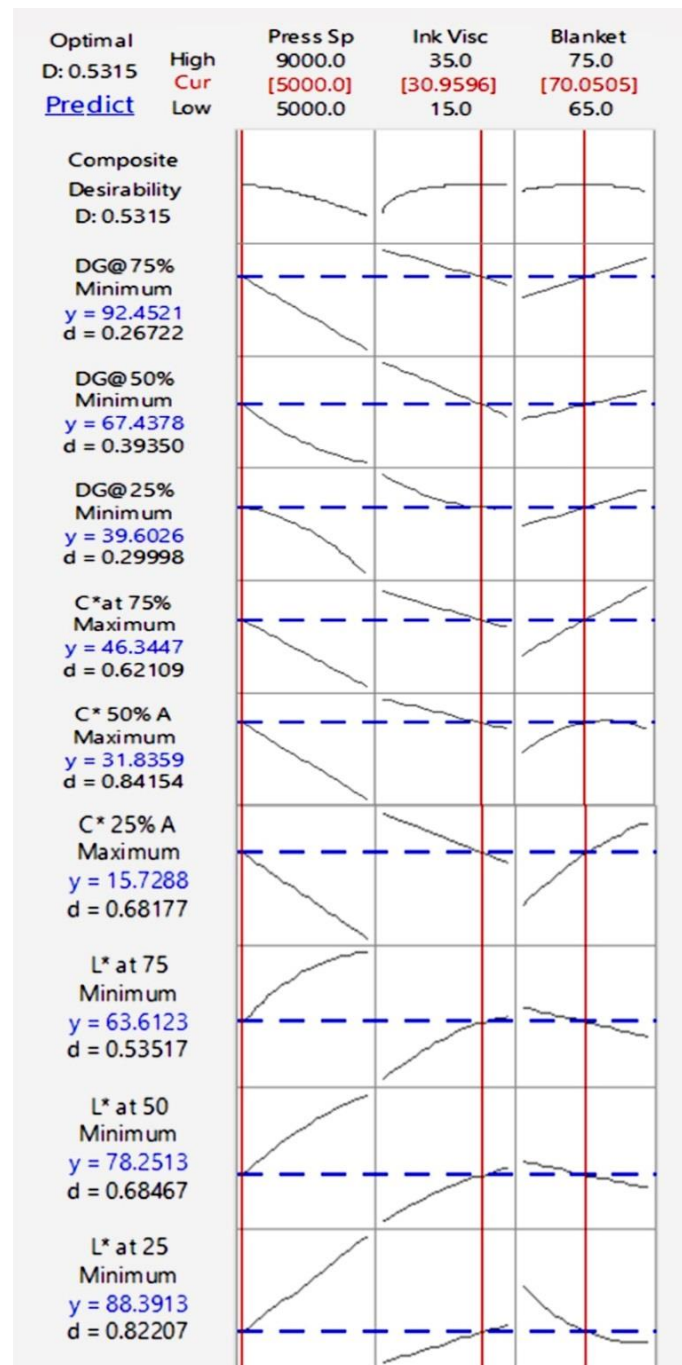 Optimal
D: 0.5315
Predict
High
Cur
Low
Press Sp
9000.0
[5000.0]
5000.0
Ink Visc
35.0
[30.9596]
15.0
Blanket
75.0
[70.0505]
65.0
Composite
Desirability
D: 0.5315
DG@75%
Minimum
y = 92.4521
d = 0.26722
DG@50%
Minimum
y = 67.4378
d = 0.39350
DG@25%
Minimum
y = 39.6026
d = 0.29998
C*at 75%
Maximum
y = 46.3447
d = 0.62109
C* 50% A
Maximum
y = 31.8359
d = 0.84154
C* 25% A
Maximum
y = 15.7288
d = 0.68177
L* at 75
Minimum
y = 63.6123
d = 0.53517
L* at 50
Minimum
y = 78.2513
d = 0.68467
L* at 25
Minimum
y = 88.3913
d = 0.82207